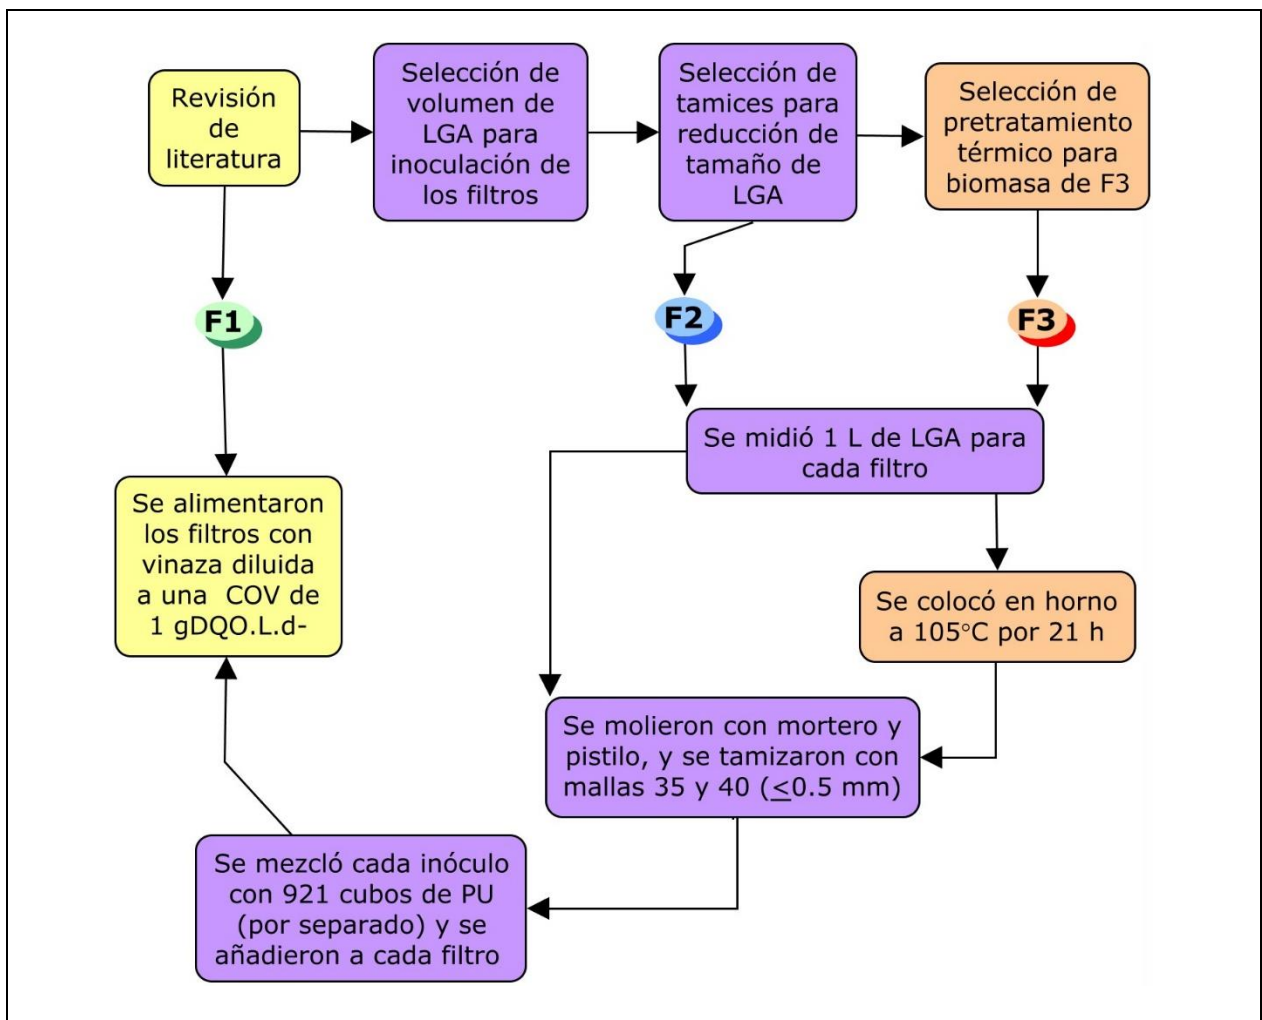 Revisión
de
literatura
Selección de
volumen de
LGA para
inoculación de
los filtros
Selección de
tamices para
reducción de
tamaño de
LGA
Selección de
pretratamiento
térmico para
biomasa de F3
F1
F2
F3
Se midió 1 L de LGA para
cada filtro
Se alimentaron
los filtros con
vinaza diluida
a una  COV de
1 gDQO.L.d-
Se colocó en horno
a 105°C por 21 h
Se molieron con mortero y
pistilo, y se tamizaron con
mallas 35 y 40 (≤0.5 mm)
Se mezcló cada inóculo
con 921 cubos de PU
(por separado) y se
añadieron a cada filtro